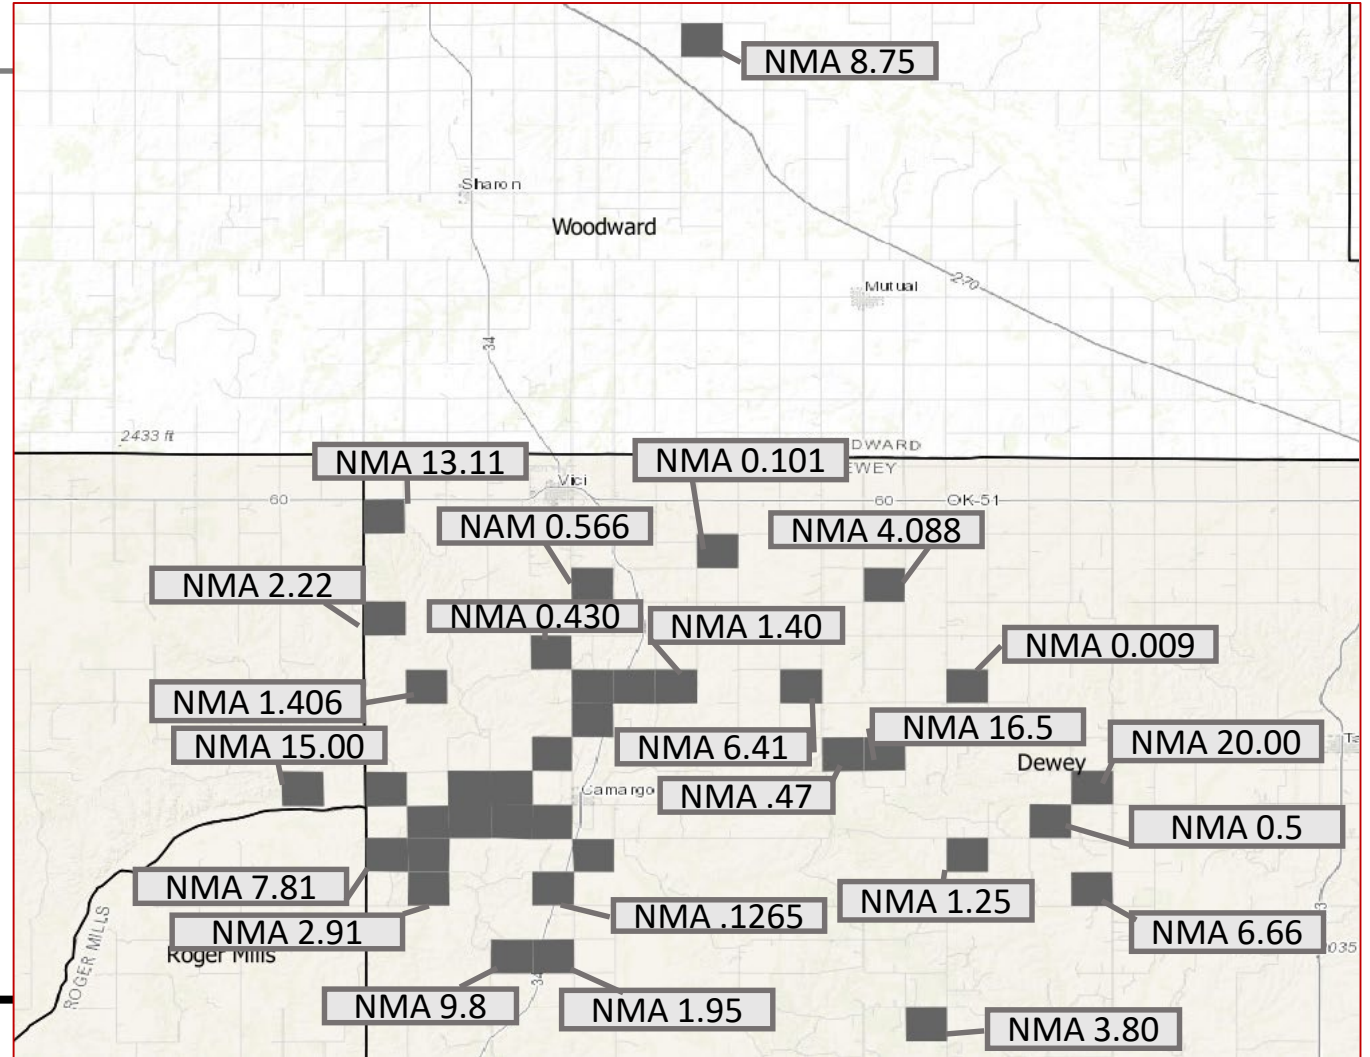 NMA 8.75
Sharon
Woodward
Mutual
270
34
2433 ft
DWARD
EWEY
NMA 13.11
NMA 0.101
Vici
60
60
OK-51
NAM 0.566
NMA 4.088
NMA 2.22
NMA 0.430
NMA 1.40
NMA 0.009
NMA 1.406
NMA 15.00
NMA 6.41
NMA 16.5
NMA 20.00
Ta
Dewey
Camargo
NMA .47
NMA 0.5
NMA 7.81
NMA 1.25
NMA .1265
NMA 2.91
NMA 6.66
Roger Mills
ROGER MILLS
3
2035
34
NMA 9.8
NMA 1.95
NMA 3.80